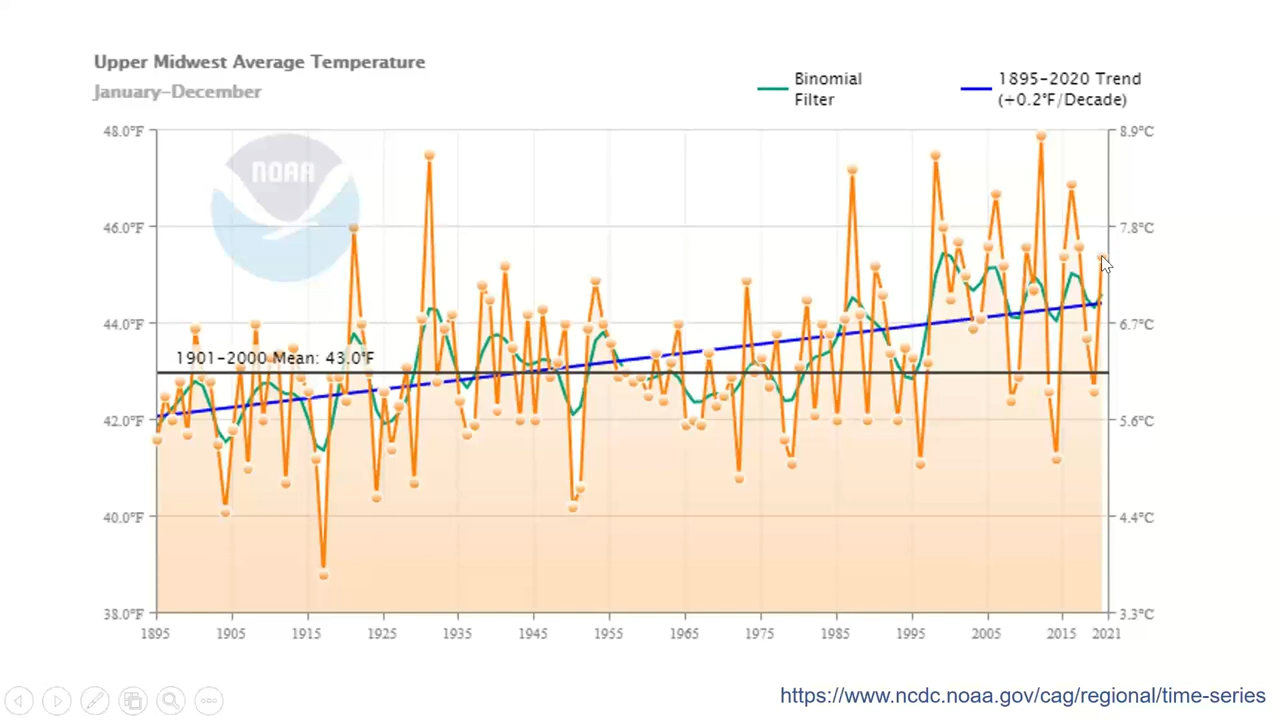 Upper Midwest Average Temperature
January–December
Binomial
Filter
1895–2020 Trend
(+0.2°F/Decade)
NOAA
48.0°F
46.0°F
44.0°F
42.0°F
40.0°F
38.0°F
1901–2000 Mean: 43.0°F
8.9°C
7.8°C
6.7°C
5.6°C
4.4°C
3.3°C
1895 1905 1915 1925 1935 1945 1955 1965 1975 1985 1995 2005 2015 2021
https://www.ncdc.noaa.gov/cag/regional/time-series